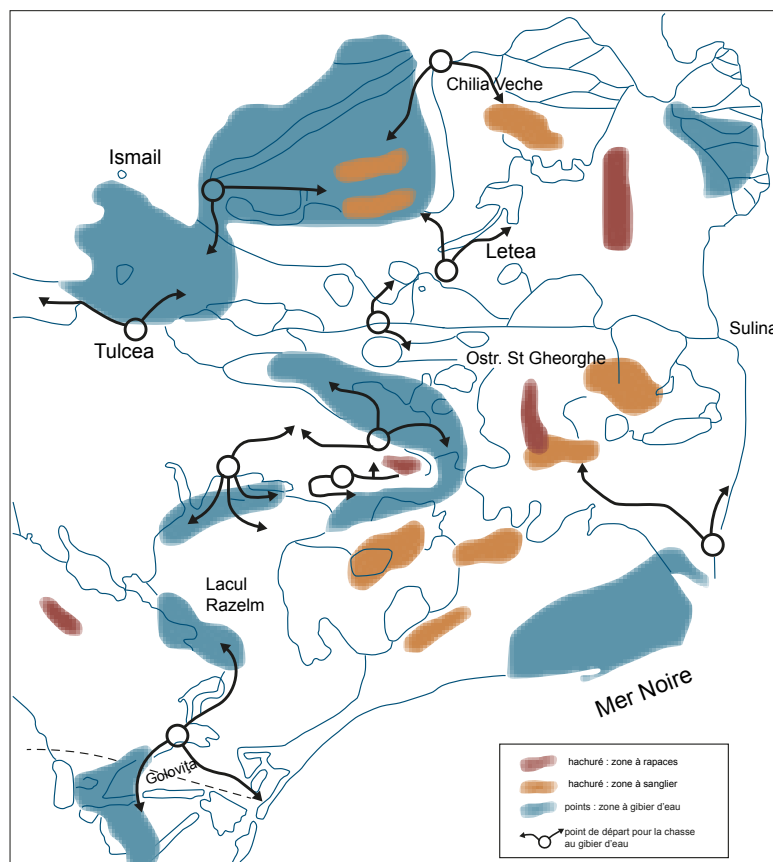 Chilia Veche
Ismail
Letea
Sulina
Tulcea
Ostr. St Gheorghe
Lacul
Razelm
Mer Noire
Golovița
hachuré : zone à rapaces
hachuré : zone à sanglier
points : zone à gibier d'eau
point de départ pour la chasse
au gibier d'eau